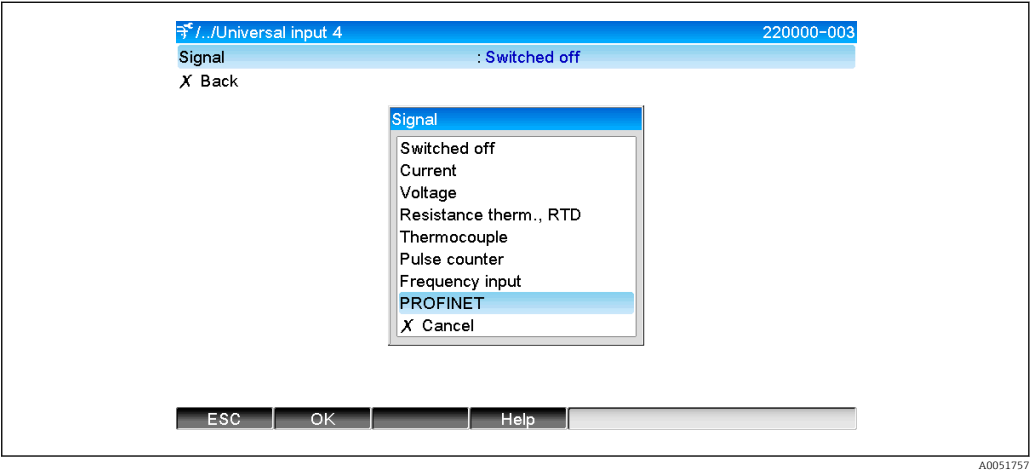 /../Universal input 4 220000-003
Signal : Switched off
X Back
Signal
Switched off
Current
Voltage
Resistance therm., RTD
Thermocouple
Pulse counter
Frequency input
PROFINET
X Cancel
ESC OK Help
A0051757